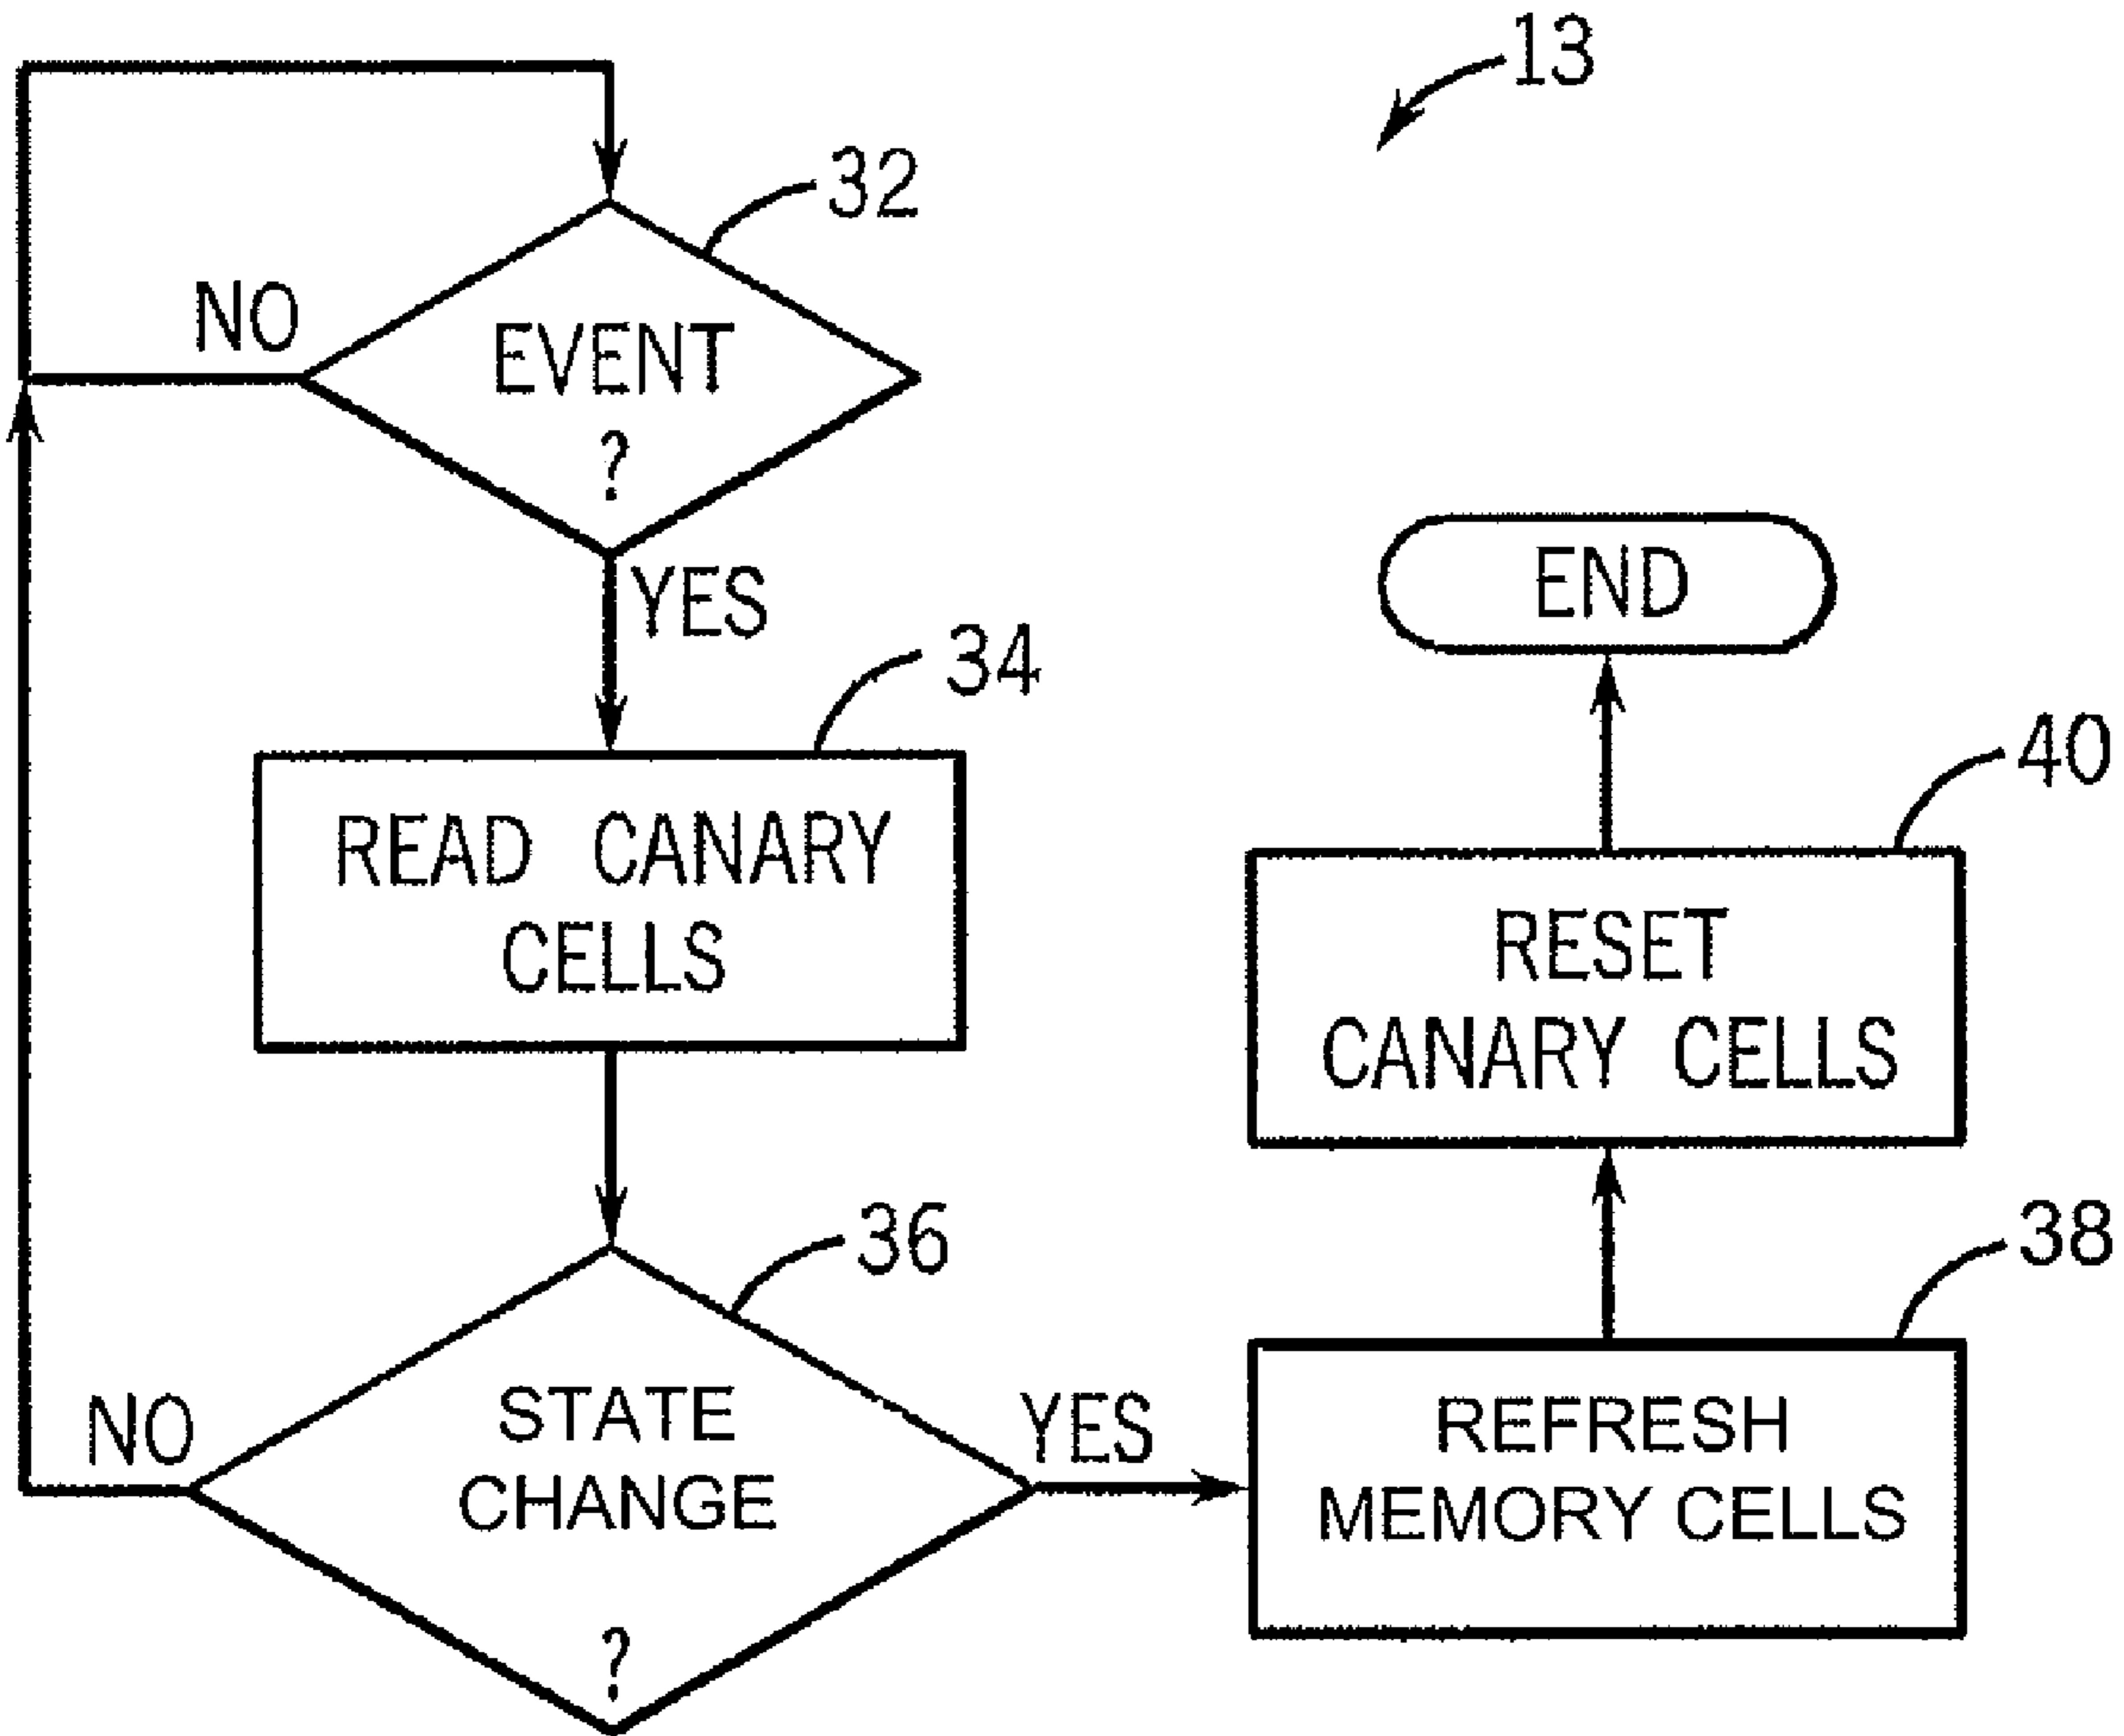 13
32
NO
EVENT
?
YES
34
READ CANARY
CELLS
36
NO
STATE
CHANGE
?
YES
38
REFRESH
MEMORY CELLS
40
RESET
CANARY CELLS
END